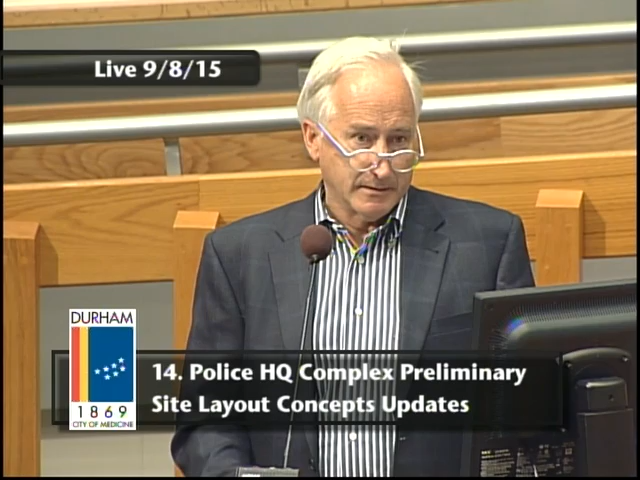 Live 9/8/15
DURHAM
1869
CITY OF MEDICINE
14. Police HQ Complex Preliminary
Site Layout Concepts Updates